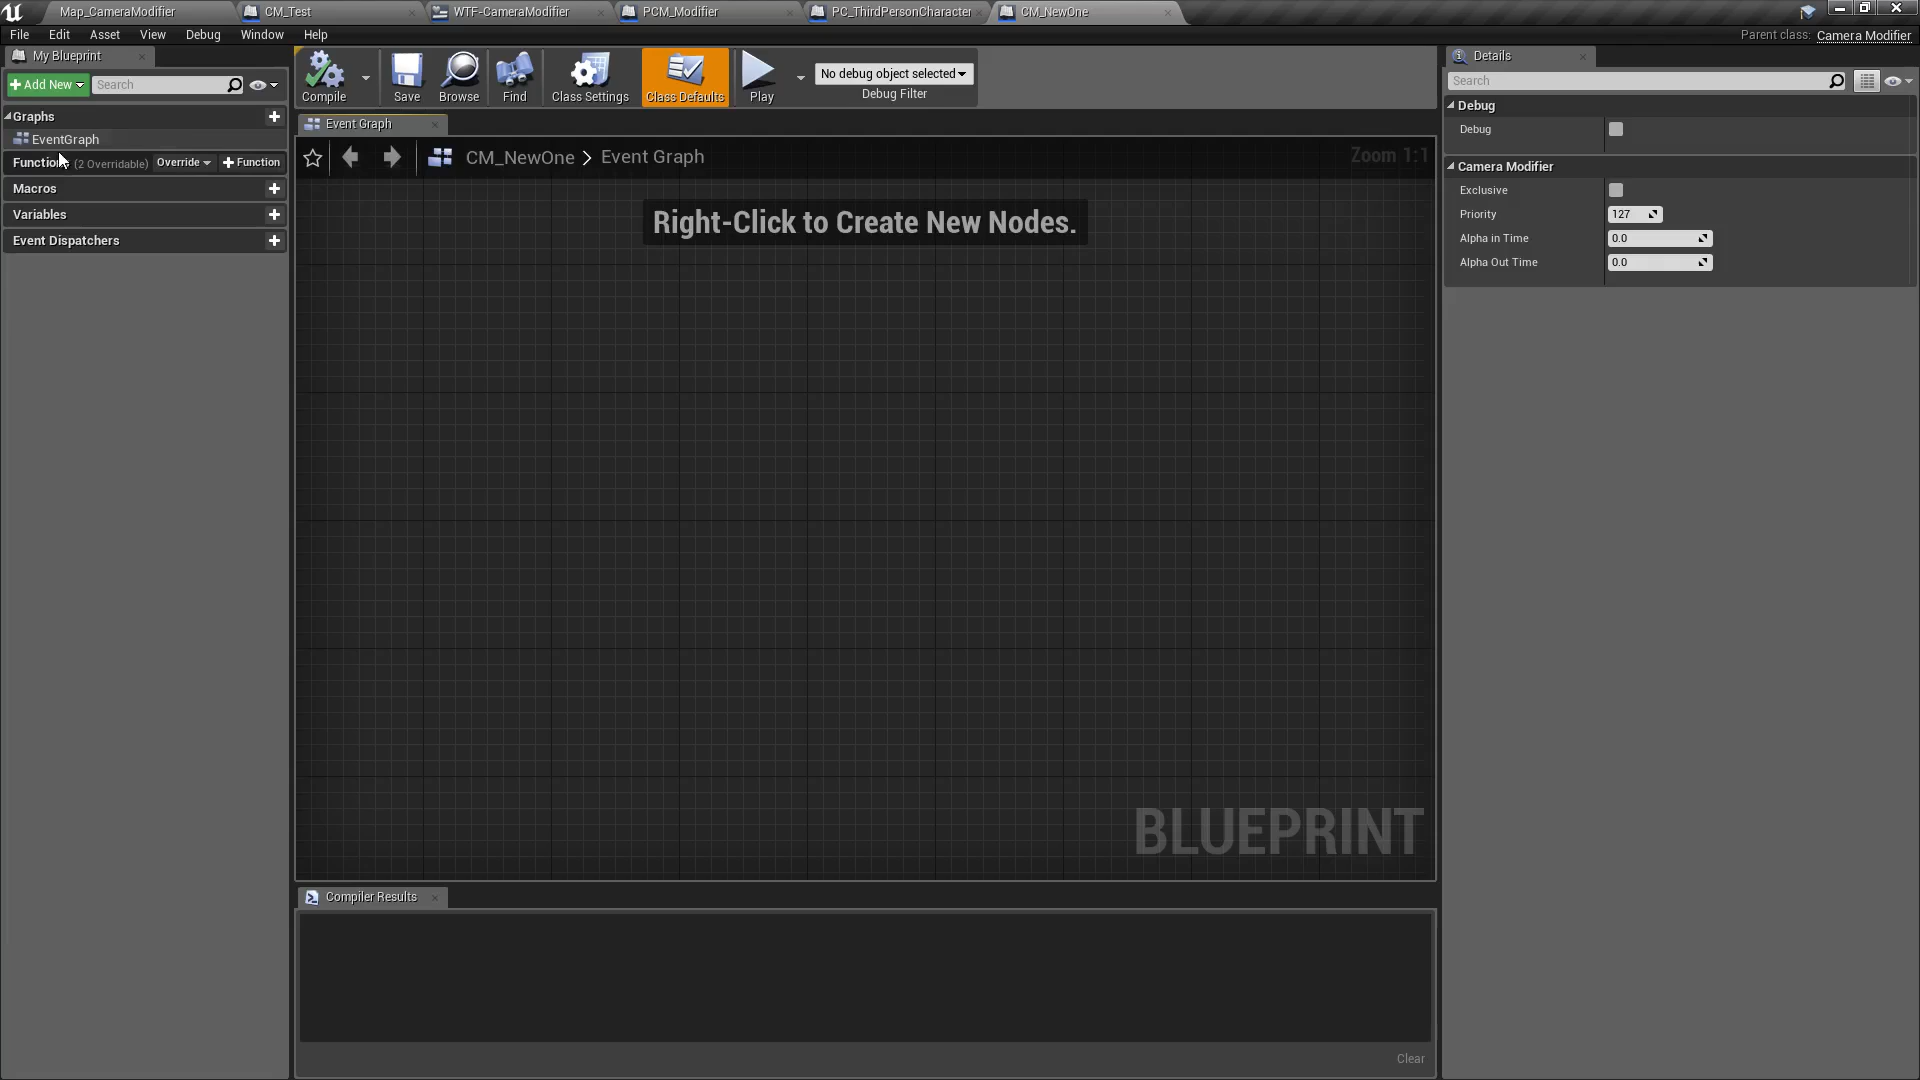 Map_CameraModifier
CM_Test
WTF-CameraModifier
PCM_Modifier
PC_ThirdPersonCharacter
CM_NewOne
File Edit Asset View Debug Window Help
Parent class: Camera Modifier
My Blueprint
Add New
Search
Graphs
EventGraph
Function (2 Overridable) Override Function
Macros
Variables
Event Dispatchers
Compile
Save
Browse
Find
Class Settings
Class Defaults
Play
No debug object selected
Debug Filter
Event Graph
CM_NewOne > Event Graph
Zoom 1:1
Right-Click to Create New Nodes.
BLUEPRINT
Compiler Results
Clear
Details
Search
Debug
Debug
Camera Modifier
Exclusive
Priority 127
Alpha in Time 0.0
Alpha Out Time 0.0